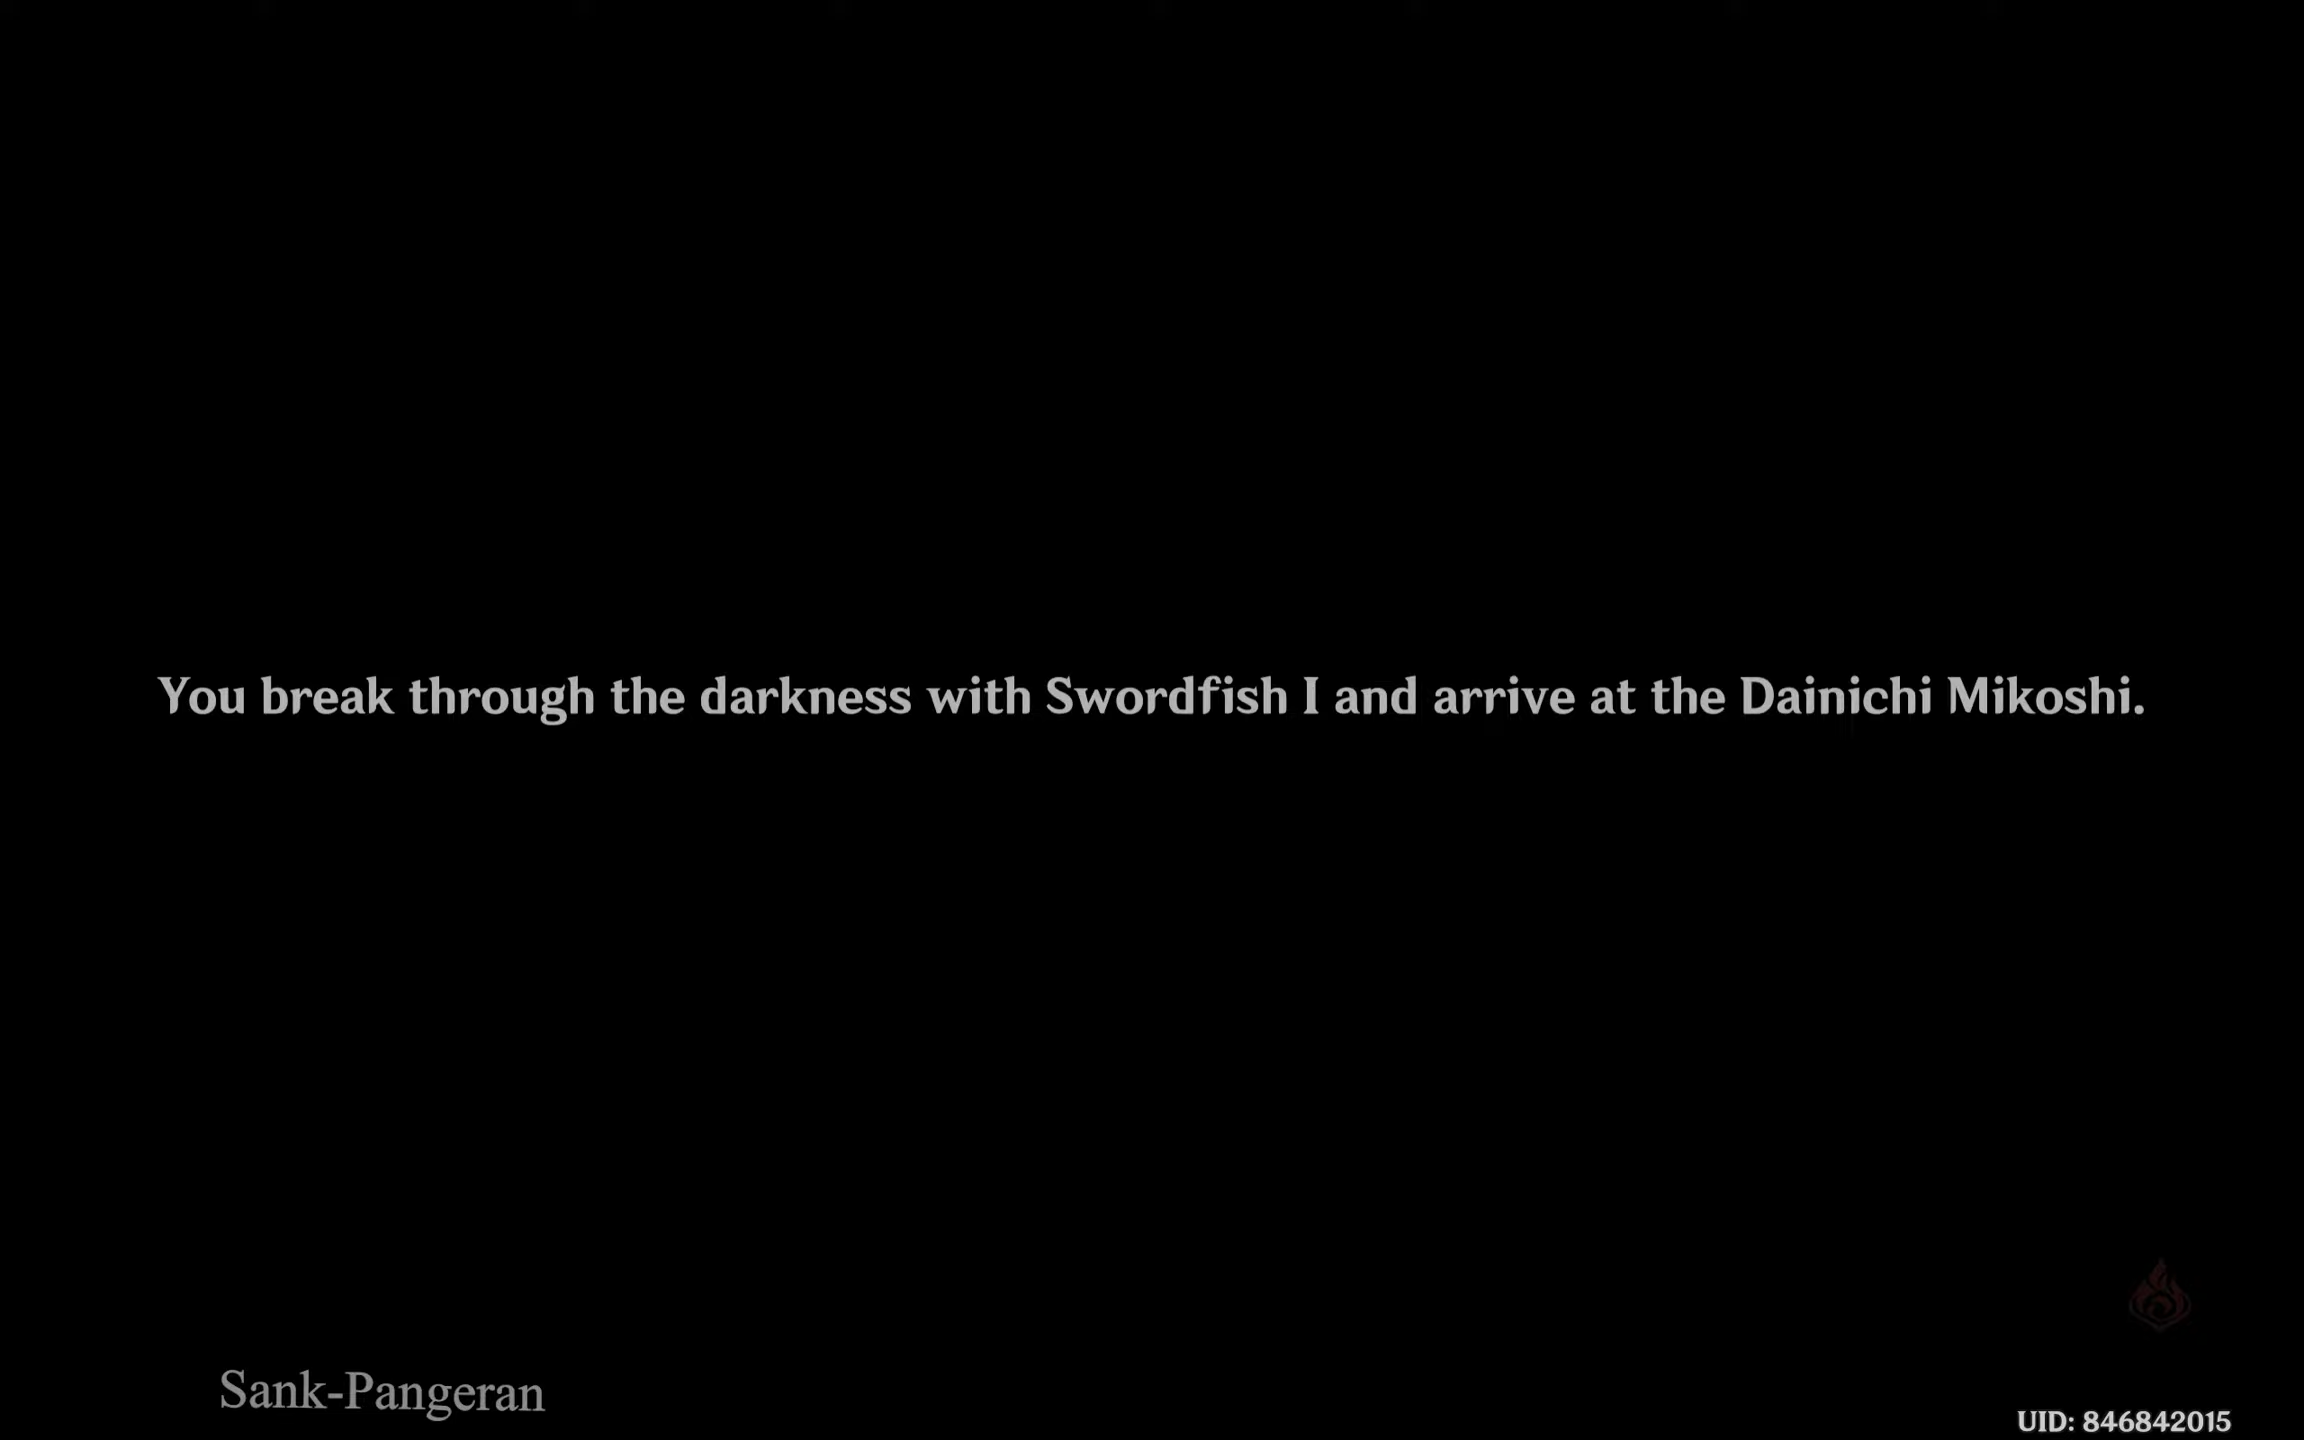 You break through the darkness with Swordfish I and arrive at the Dainichi Mikoshi.
Sank-Pangeran
UID: 846842015